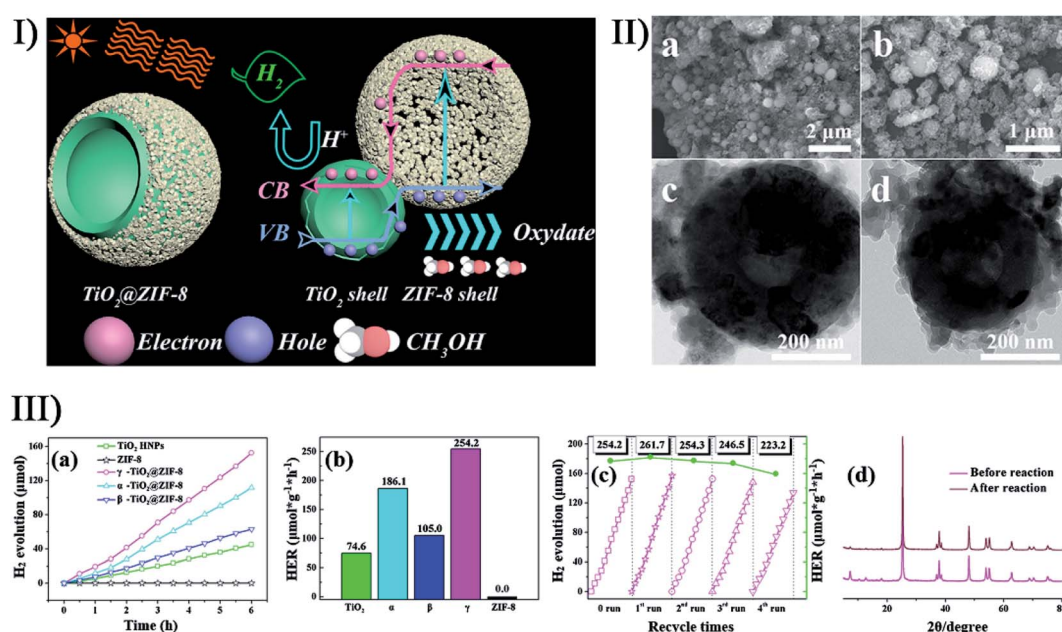 I)
H₂
H⁺
CB
VB
Oxydate
TiO₂@ZIF-8
TiO₂ shell
ZIF-8 shell
Electron
Hole
CH₃OH
II)
a
2 μm
b
1 μm
c
200 nm
d
200 nm
III)
(a)
H₂ evolution (μmol)
160
120
80
40
0
TiO₂ HNPs
ZIF-8
γ -TiO₂@ZIF-8
α -TiO₂@ZIF-8
β -TiO₂@ZIF-8
0 1 2 3 4 5 6
Time (h)
(b)
HER (μmol*g⁻¹*h⁻¹)
250
200
150
100
50
0
74.6
186.1
105.0
254.2
0.0
TiO₂ α β γ ZIF-8
(c)
H₂ evolution (μmol)
200
160
120
80
40
0
254.2 261.7 254.3 246.5 223.2
0 run 1ˢᵗ run 2ⁿᵈ run 3ʳᵈ run 4ᵗʰ run
Recycle times
HER (μmol*g⁻¹*h⁻¹)
(d)
Before reaction
After reaction
20 40 60 80
2θ/degree